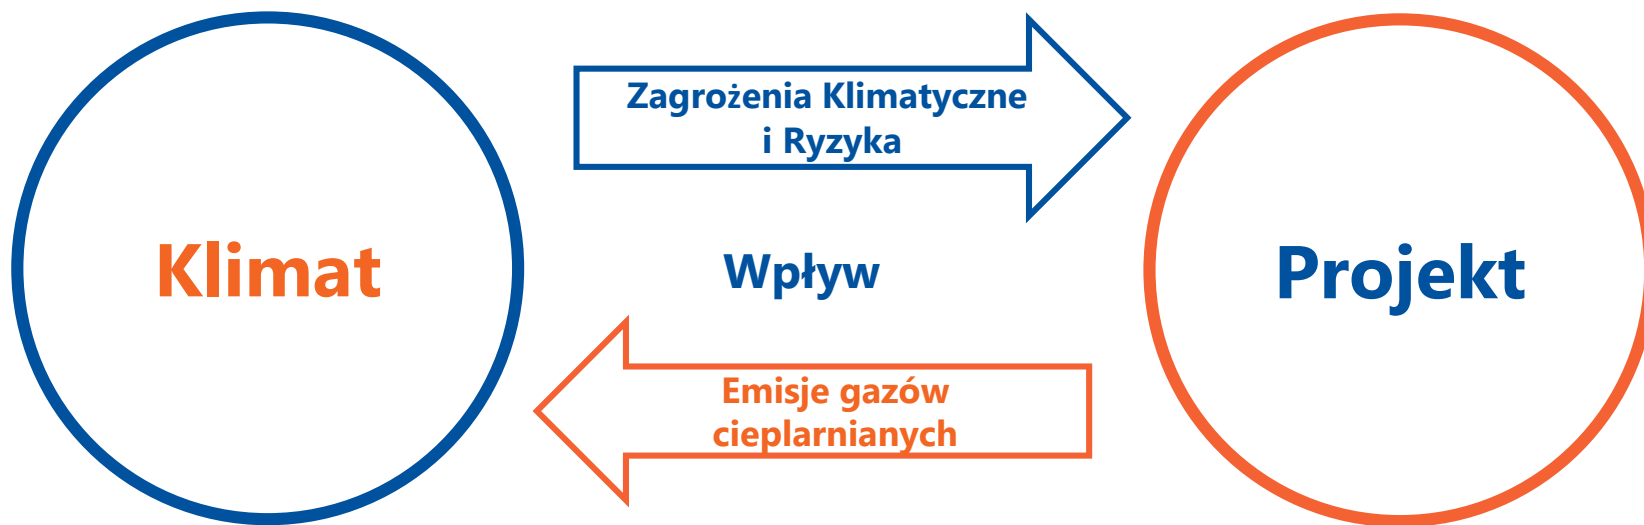 Klimat
Zagrożenia Klimatyczne
i Ryzyka
Wpływ
Emisje gazów
cieplarnianych
Projekt